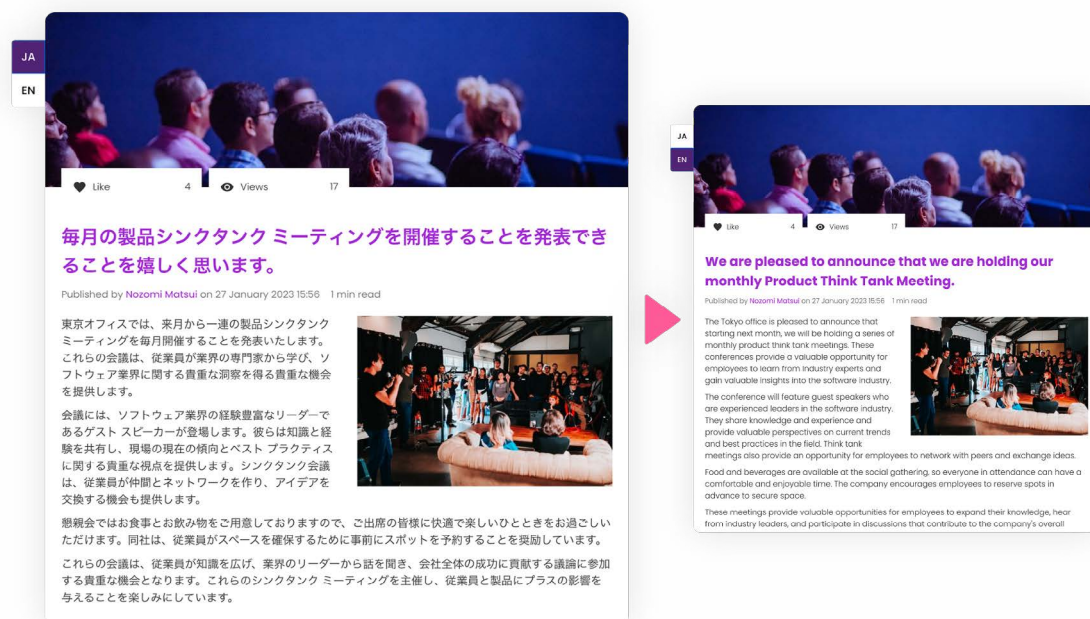 JA
EN
Like 4 Views 17
毎月の製品シンクタンク ミーティングを開催することを発表でき
ることを嬉しく思います。
Published by Nozomi Matsui on 27 January 2023 15:56 1 min read
東京オフィスでは、来月から一連の製品シンクタンク
ミーティングを毎月開催することを発表いたします。
これらの会議は、従業員が業界の専門家から学び、ソ
フトウェア業界に関する貴重な洞察を得る貴重な機会
を提供します。
会議には、ソフトウェア業界の経験豊富なリーダーで
あるゲスト スピーカーが登場します。彼らは知識と経
験を共有し、現場の現在の傾向とベスト プラクティス
に関する貴重な視点を提供します。シンクタンク会議
は、従業員が仲間とネットワークを作り、アイデアを
交換する機会も提供します。
懇親会ではお食事とお飲み物をご用意しておりますので、ご出席の皆様に快適で楽しいひとときをお過ごしい
ただけます。同社は、従業員がスペースを確保するために事前にスポットを予約することを奨励しています。
これらの会議は、従業員が知識を広げ、業界のリーダーから話を聞き、会社全体の成功に貢献する議論に参加
する貴重な機会となります。これらのシンクタンク ミーティングを主催し、従業員と製品にプラスの影響を
与えることを楽しみにしています。
JA
EN
Like 4 Views 17
We are pleased to announce that we are holding our
monthly Product Think Tank Meeting.
Published by Nozomi Matsui on 27 January 2023 15:56 1 min read
The Tokyo office is pleased to announce that
starting next month, we will be holding a series of
monthly product think tank meetings. These
conferences provide a valuable opportunity for
employees to learn from industry experts and
gain valuable insights into the software industry.
The conference will feature guest speakers who
are experienced leaders in the software industry.
They share knowledge and experience and
provide valuable perspectives on current trends
and best practices in the field. Think tank
meetings also provide an opportunity for employees to network with peers and exchange ideas.
Food and beverages are available at the social gathering, so everyone in attendance can have a
comfortable and enjoyable time. The company encourages employees to reserve spots in
advance to secure space.
These meetings provide valuable opportunities for employees to expand their knowledge, hear
from industry leaders, and participate in discussions that contribute to the company's overall